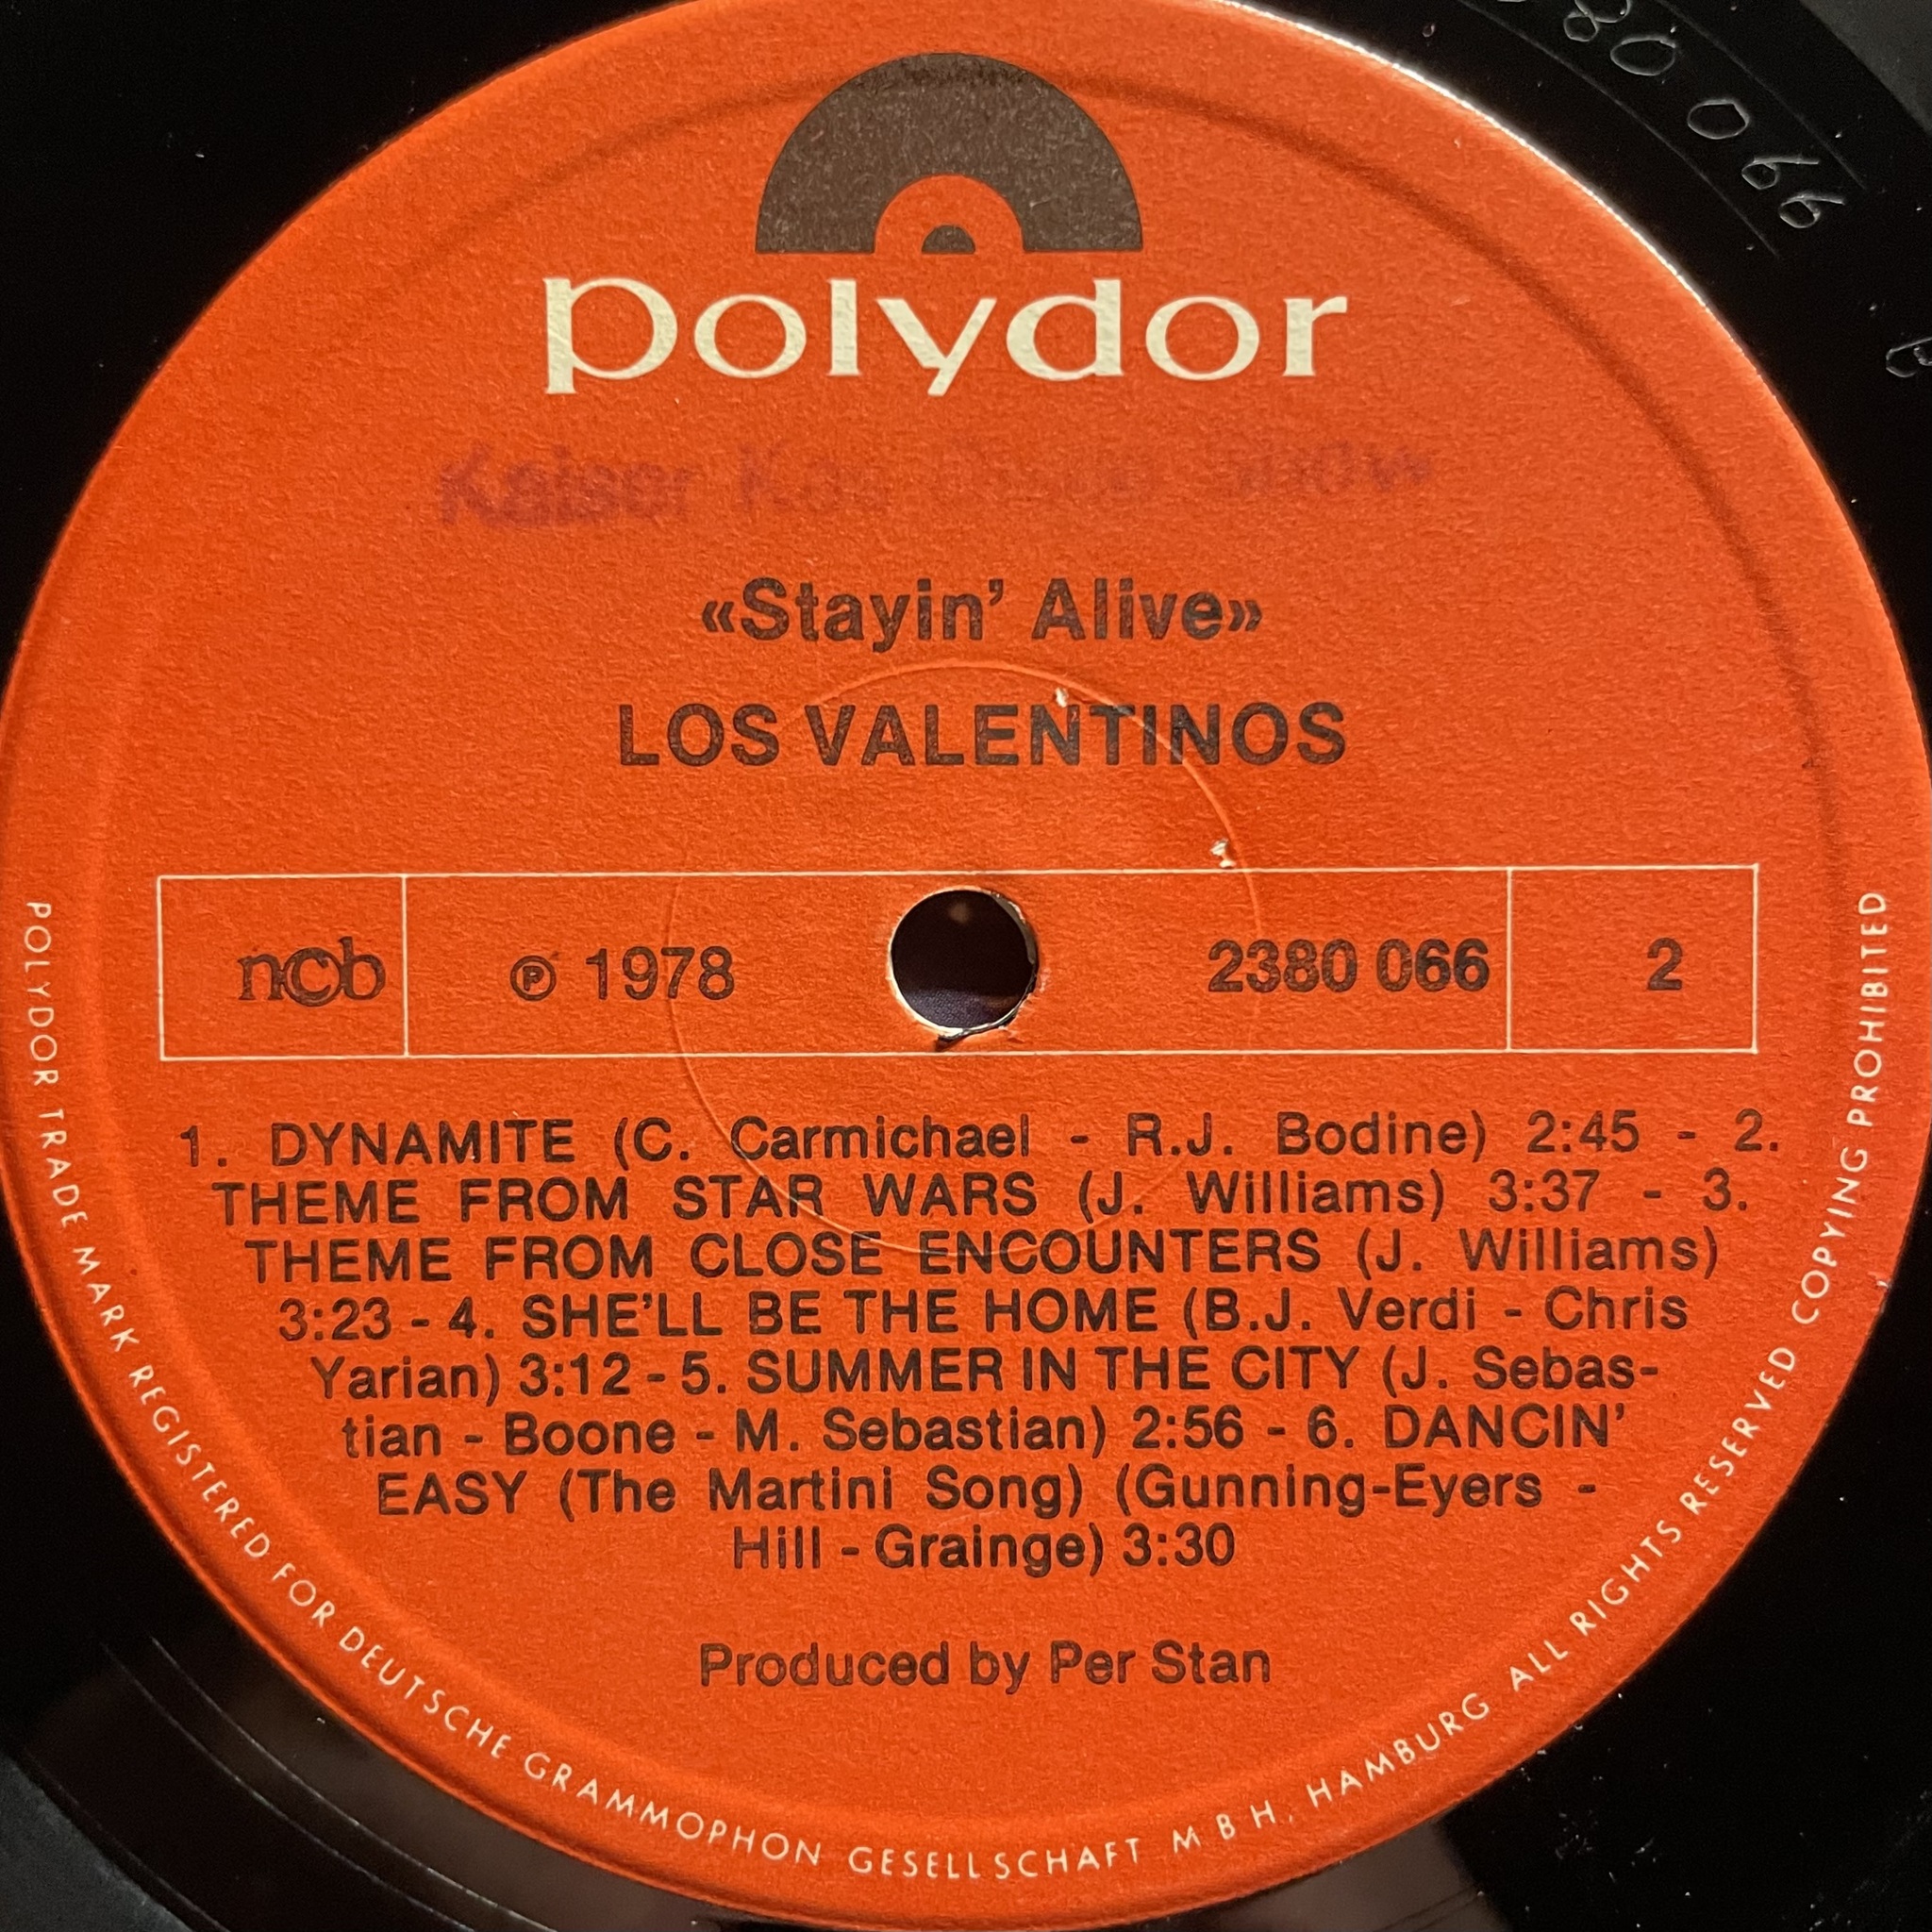 80 066
polydor
Kaiser Show
«Stayin' Alive»
LOS VALENTINOS
ncb ℗ 1978 2380 066 2
1. DYNAMITE (C. Carmichael - R.J. Bodine) 2:45 - 2.
THEME FROM STAR WARS (J. Williams) 3:37 - 3.
THEME FROM CLOSE ENCOUNTERS (J. Williams)
3:23 - 4. SHE'LL BE THE HOME (B.J. Verdi - Chris
Yarian) 3:12 - 5. SUMMER IN THE CITY (J. Sebas-
tian - Boone - M. Sebastian) 2:56 - 6. DANCIN'
EASY (The Martini Song) (Gunning-Eyers -
Hill - Grainge) 3:30
Produced by Per Stan
POLYDOR TRADE MARK REGISTERED FOR DEUTSCHE GRAMMOPHON GESELLSCHAFT M B H. HAMBURG ALL RIGHTS RESERVED COPYING PROHIBITED